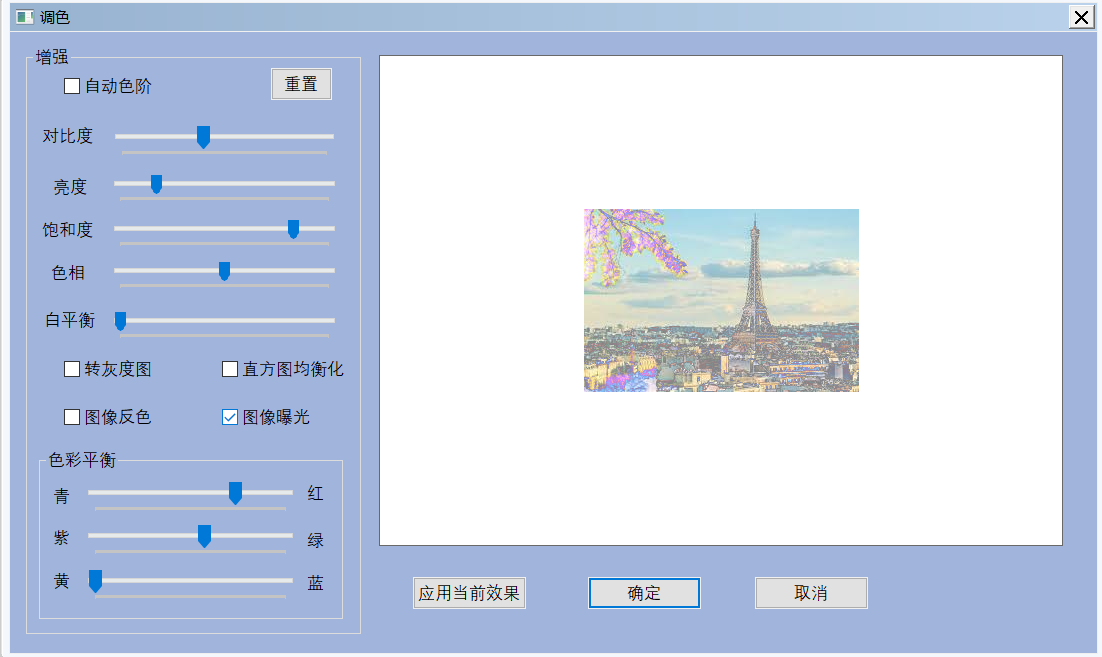 调色
增强
自动色阶
重置
对比度
亮度
饱和度
色相
白平衡
转灰度图
直方图均衡化
图像反色
图像曝光
色彩平衡
青
红
紫
绿
黄
蓝
应用当前效果
确定
取消